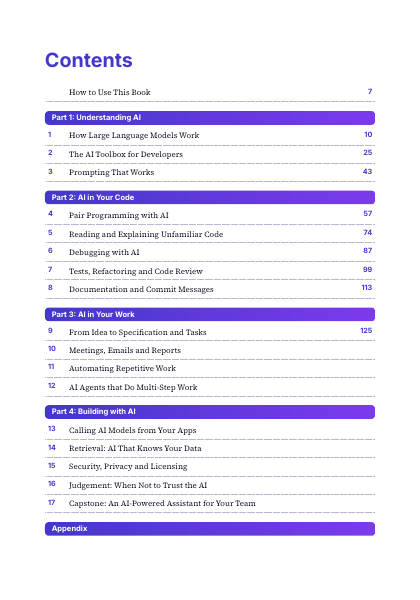 Contents
How to Use This Book 7
Part 1: Understanding AI
1 How Large Language Models Work 10
2 The AI Toolbox for Developers 25
3 Prompting That Works 43
Part 2: AI in Your Code
4 Pair Programming with AI 57
5 Reading and Explaining Unfamiliar Code 74
6 Debugging with AI 87
7 Tests, Refactoring and Code Review 99
8 Documentation and Commit Messages 113
Part 3: AI in Your Work
9 From Idea to Specification and Tasks 125
10 Meetings, Emails and Reports
11 Automating Repetitive Work
12 AI Agents that Do Multi-Step Work
Part 4: Building with AI
13 Calling AI Models from Your Apps
14 Retrieval: AI That Knows Your Data
15 Security, Privacy and Licensing
16 Judgement: When Not to Trust the AI
17 Capstone: An AI-Powered Assistant for Your Team
Appendix